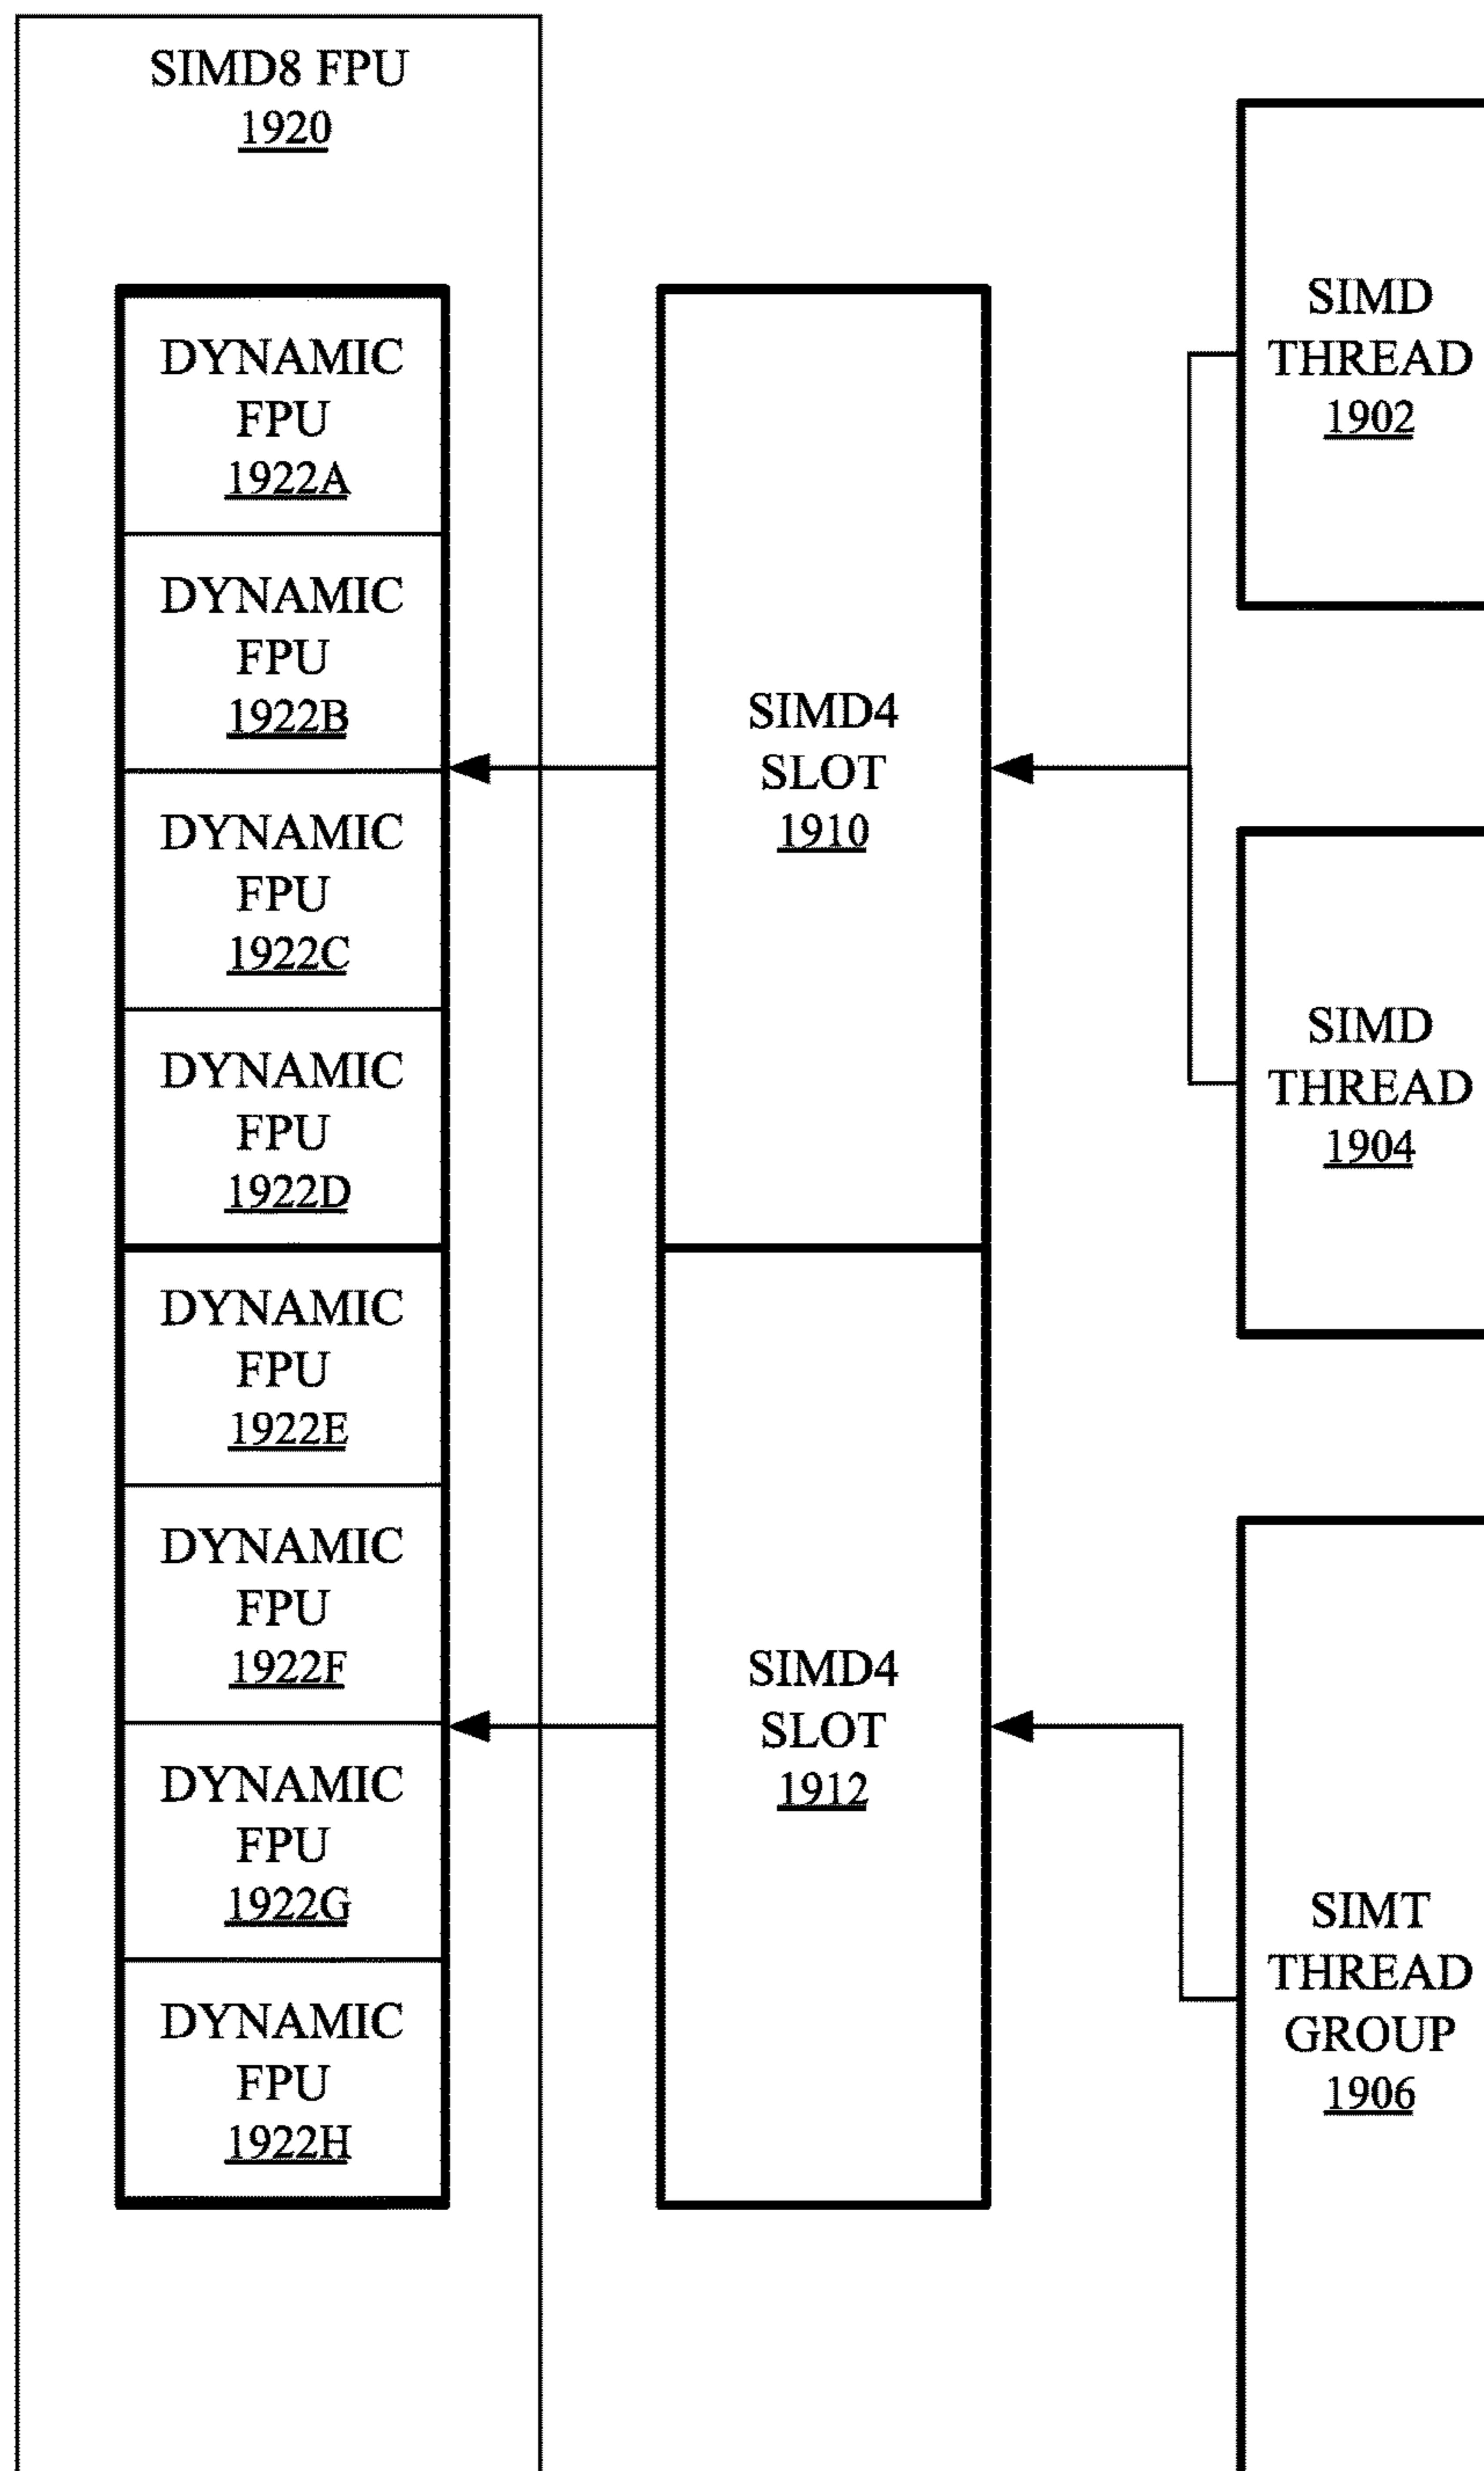 SIMD8 FPU
1920
DYNAMIC
FPU
1922A
DYNAMIC
FPU
1922B
DYNAMIC
FPU
1922C
DYNAMIC
FPU
1922D
DYNAMIC
FPU
1922E
DYNAMIC
FPU
1922F
DYNAMIC
FPU
1922G
DYNAMIC
FPU
1922H
SIMD4
SLOT
1910
SIMD4
SLOT
1912
SIMD
THREAD
1902
SIMD
THREAD
1904
SIMT
THREAD
GROUP
1906